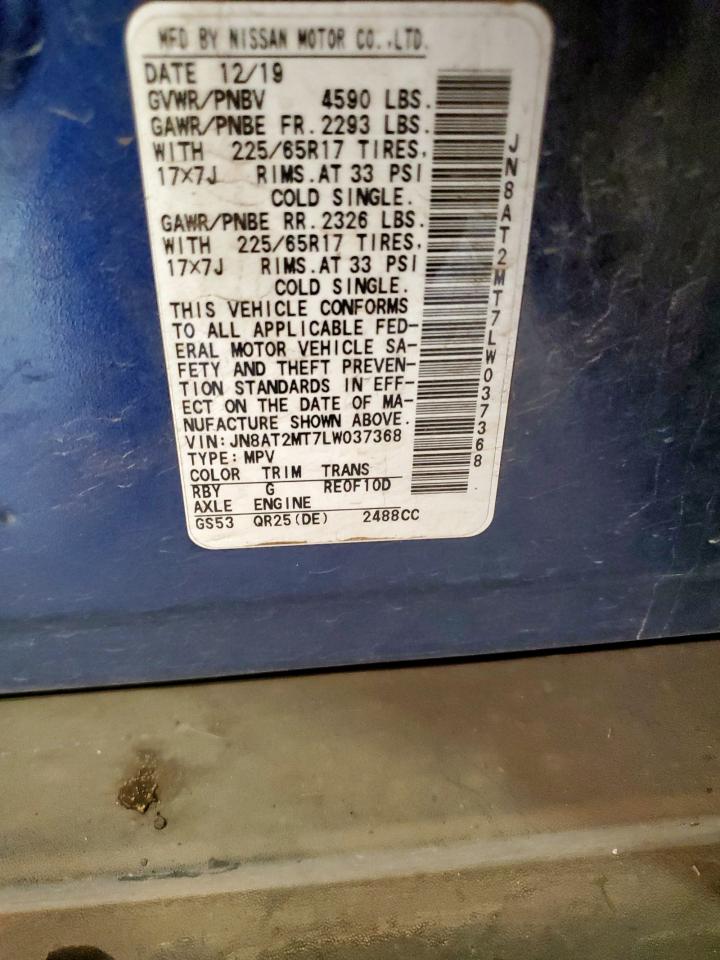 MFD BY NISSAN MOTOR CO.,LTD.
DATE 12/19
GVWR/PNBV 4590 LBS.
GAWR/PNBE FR. 2293 LBS.
WITH 225/65R17 TIRES,
17×7J RIMS.AT 33 PSI
COLD SINGLE.
GAWR/PNBE RR. 2326 LBS.
WITH 225/65R17 TIRES,
17×7J RIMS.AT 33 PSI
COLD SINGLE.
THIS VEHICLE CONFORMS
TO ALL APPLICABLE FED-
ERAL MOTOR VEHICLE SA-
FETY AND THEFT PREVEN-
TION STANDARDS IN EFF-
ECT ON THE DATE OF MA-
NUFACTURE SHOWN ABOVE.
VIN:JN8AT2MT7LW037368
TYPE:MPV
COLOR TRIM TRANS
RBY G RE0F10D
AXLE ENGINE
GS53 QR25(DE) 2488CC
JN8AT2MT7LW037368